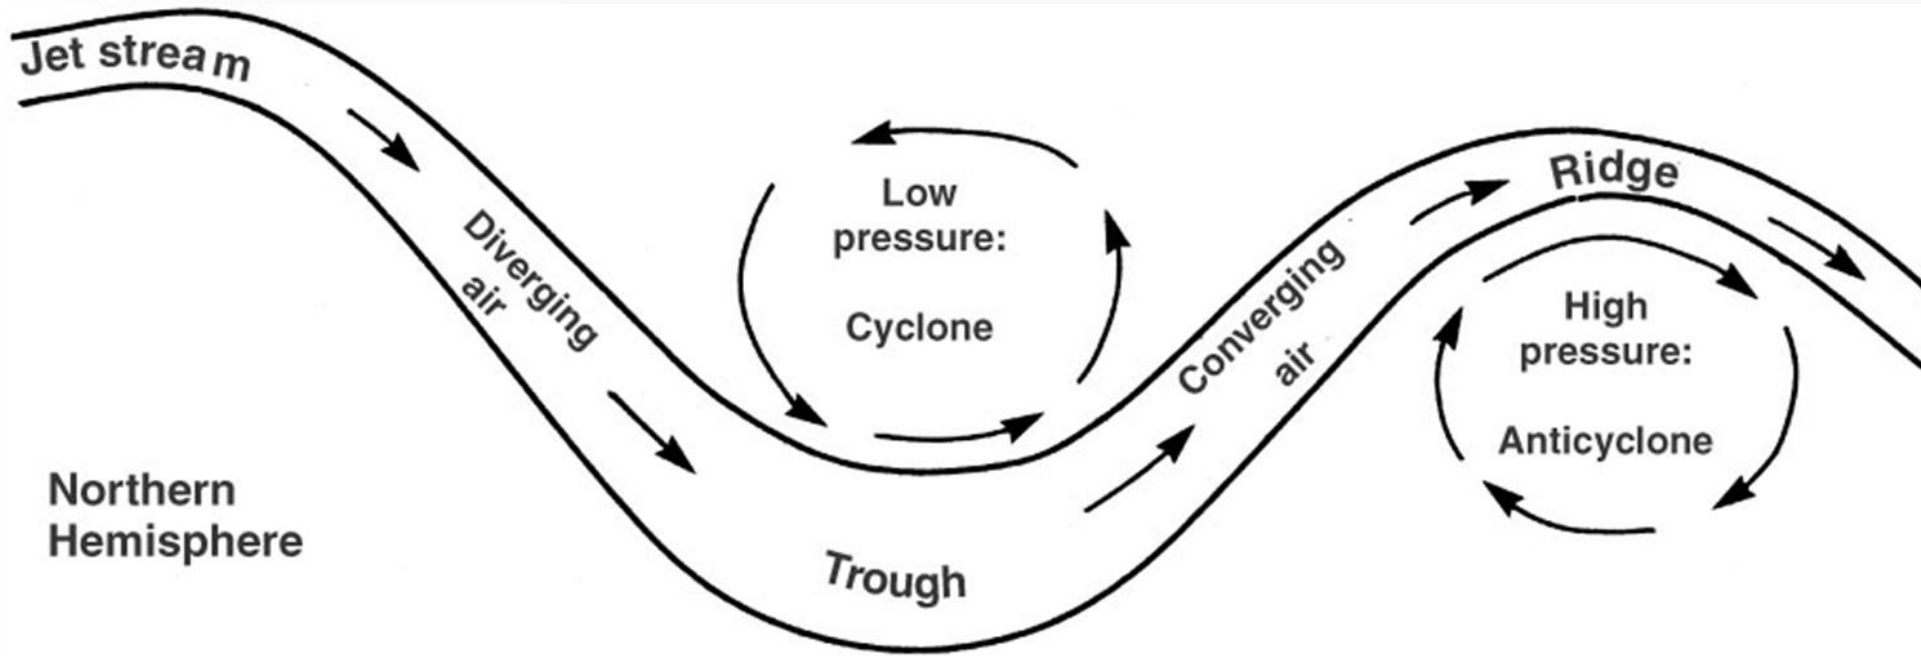 Jet stream
Diverging
air
Low
pressure:
Cyclone
Converging
air
Ridge
High
pressure:
Anticyclone
Northern
Hemisphere
Trough